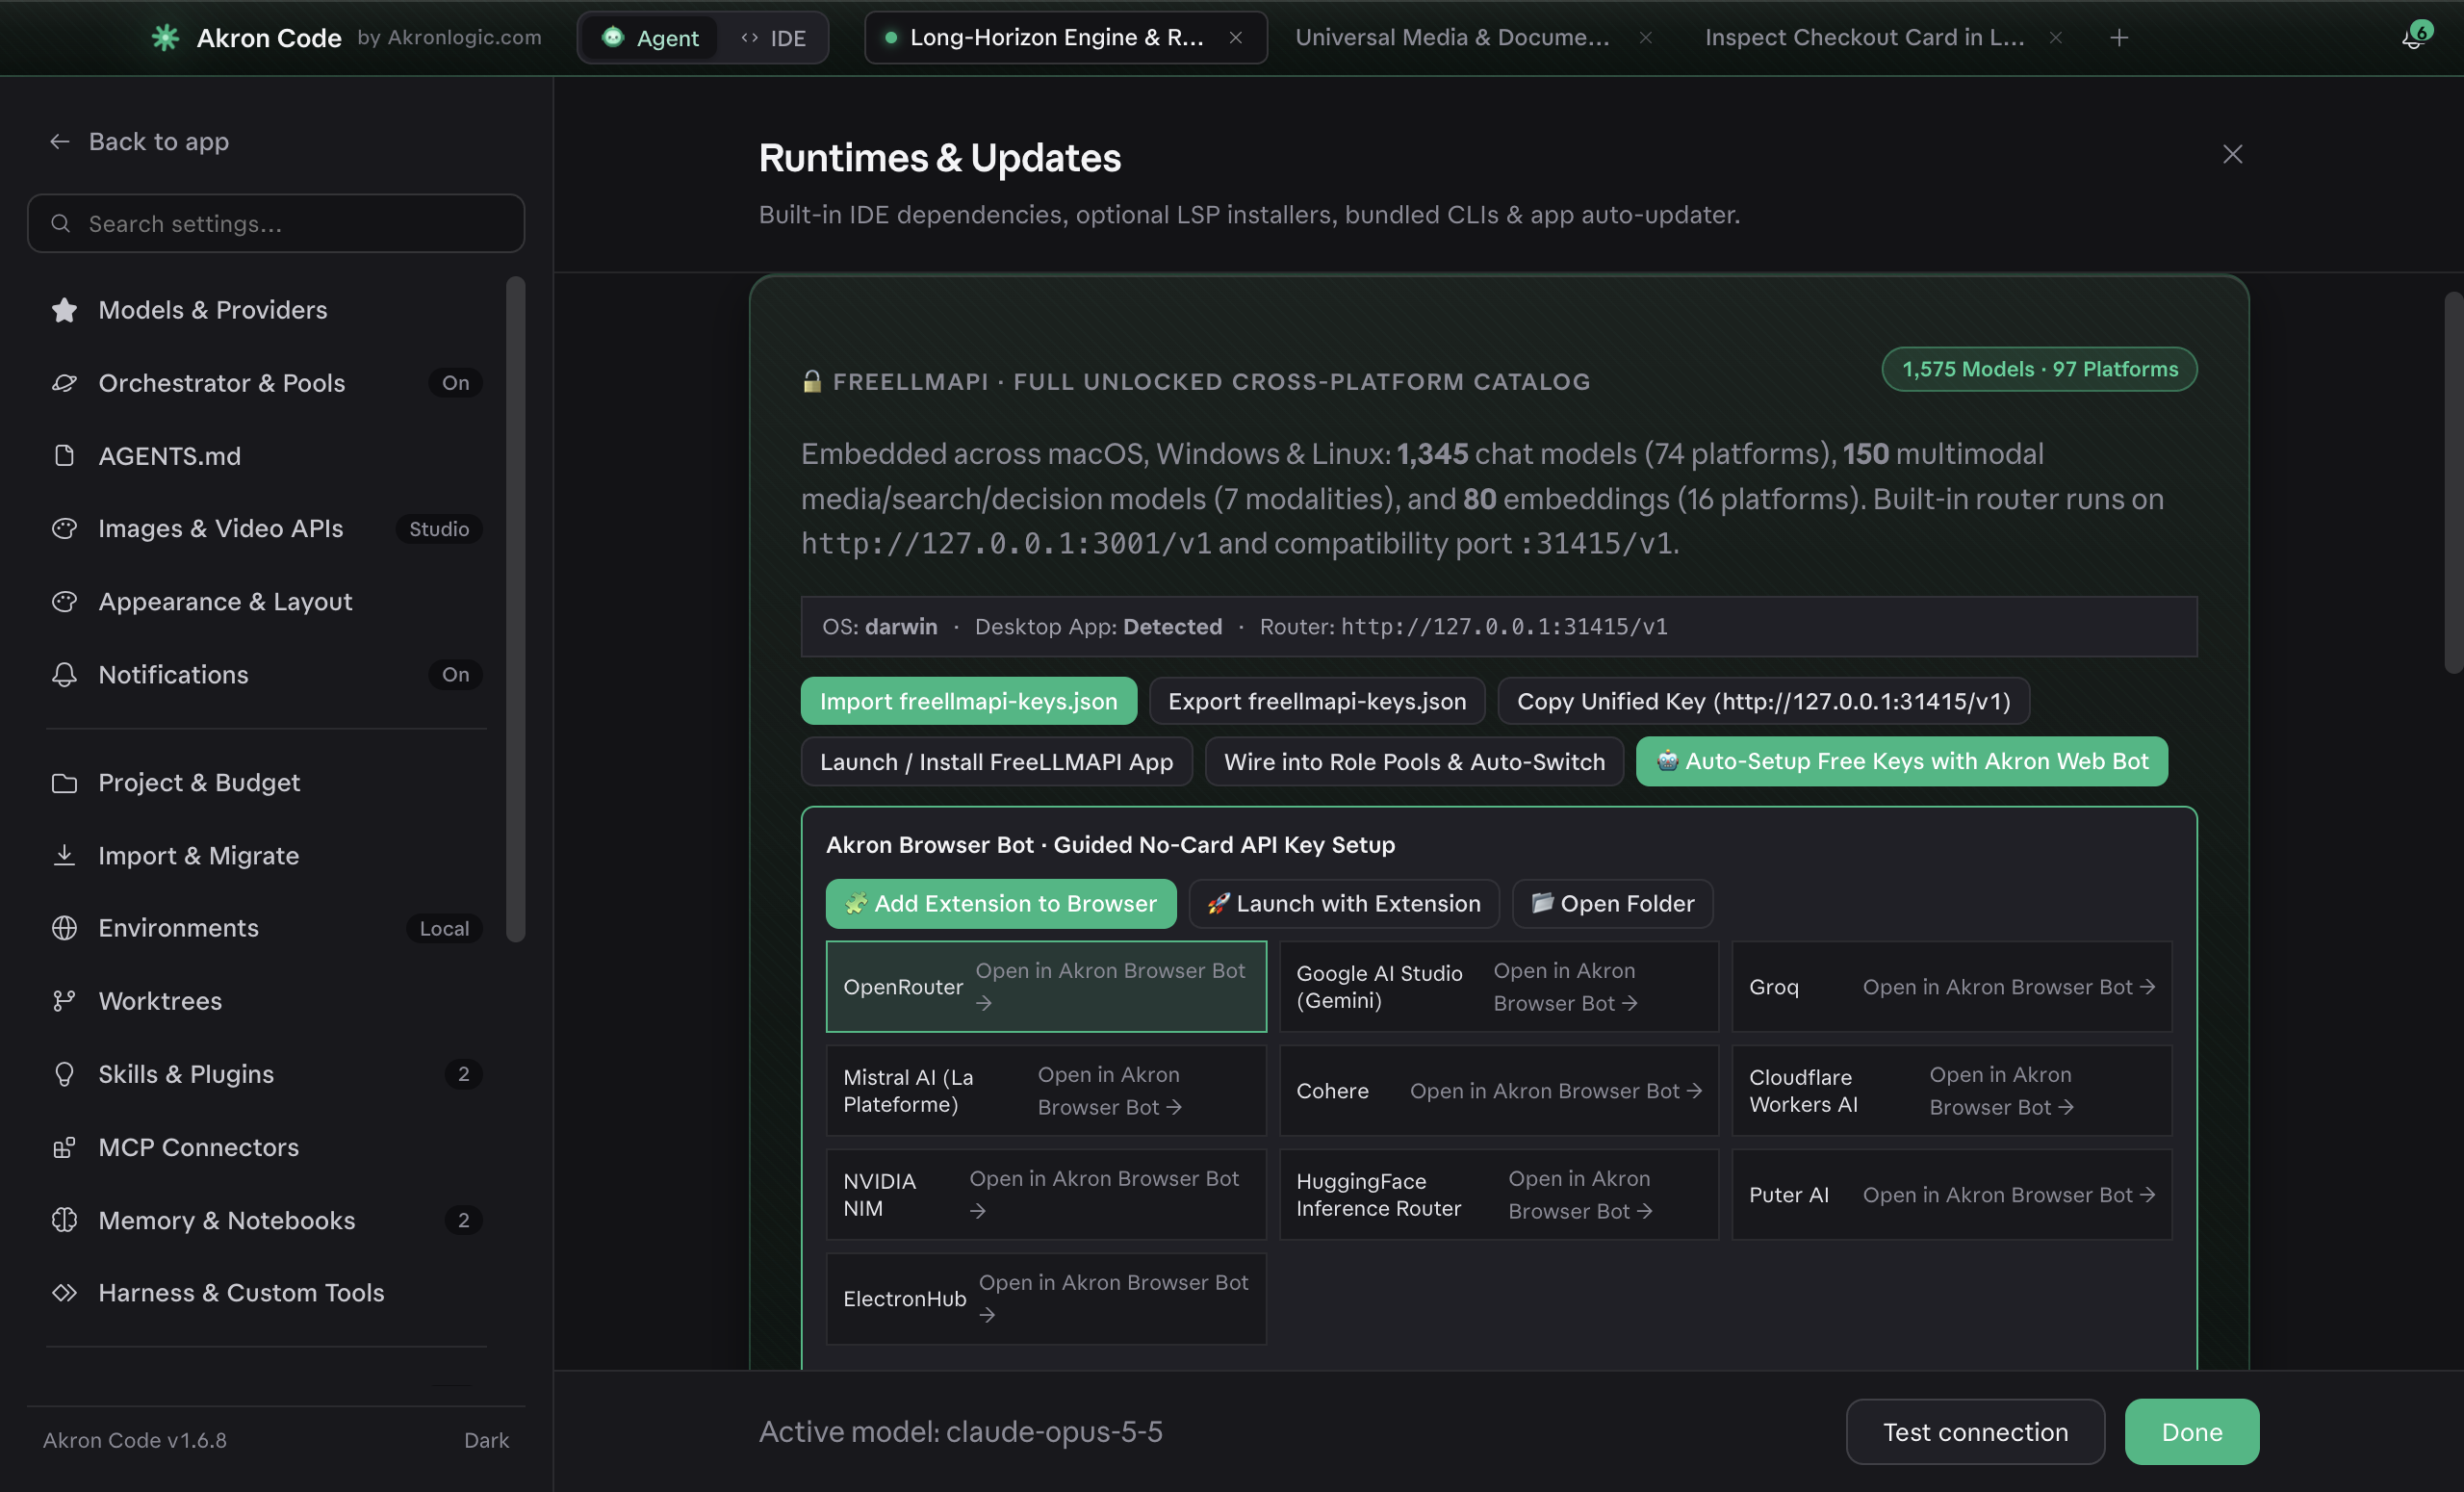 Akron Code by Akronlogic.com
Agent
IDE
Long-Horizon Engine & R...
Universal Media & Docume...
Inspect Checkout Card in L...
6
Back to app
Search settings...
Models & Providers
Orchestrator & Pools On
AGENTS.md
Images & Video APIs Studio
Appearance & Layout
Notifications On
Project & Budget
Import & Migrate
Environments Local
Worktrees
Skills & Plugins 2
MCP Connectors
Memory & Notebooks 2
Harness & Custom Tools
Akron Code v1.6.8 Dark
Runtimes & Updates
Built-in IDE dependencies, optional LSP installers, bundled CLIs & app auto-updater.
FREELLMAPI · FULL UNLOCKED CROSS-PLATFORM CATALOG
1,575 Models · 97 Platforms
Embedded across macOS, Windows & Linux: 1,345 chat models (74 platforms), 150 multimodal
media/search/decision models (7 modalities), and 80 embeddings (16 platforms). Built-in router runs on
http://127.0.0.1:3001/v1 and compatibility port :31415/v1.
OS: darwin · Desktop App: Detected · Router: http://127.0.0.1:31415/v1
Import freellmapi-keys.json
Export freellmapi-keys.json
Copy Unified Key (http://127.0.0.1:31415/v1)
Launch / Install FreeLLMAPI App
Wire into Role Pools & Auto-Switch
Auto-Setup Free Keys with Akron Web Bot
Akron Browser Bot · Guided No-Card API Key Setup
Add Extension to Browser
Launch with Extension
Open Folder
OpenRouter
Open in Akron Browser Bot
→
Google AI Studio
(Gemini)
Open in Akron
Browser Bot →
Groq
Open in Akron Browser Bot →
Mistral AI (La
Plateforme)
Open in Akron
Browser Bot →
Cohere
Open in Akron Browser Bot →
Cloudflare
Workers AI
Open in Akron
Browser Bot →
NVIDIA
NIM
Open in Akron Browser Bot
→
HuggingFace
Inference Router
Open in Akron
Browser Bot →
Puter AI
Open in Akron Browser Bot →
ElectronHub
Open in Akron Browser Bot
→
Active model: claude-opus-5-5
Test connection
Done